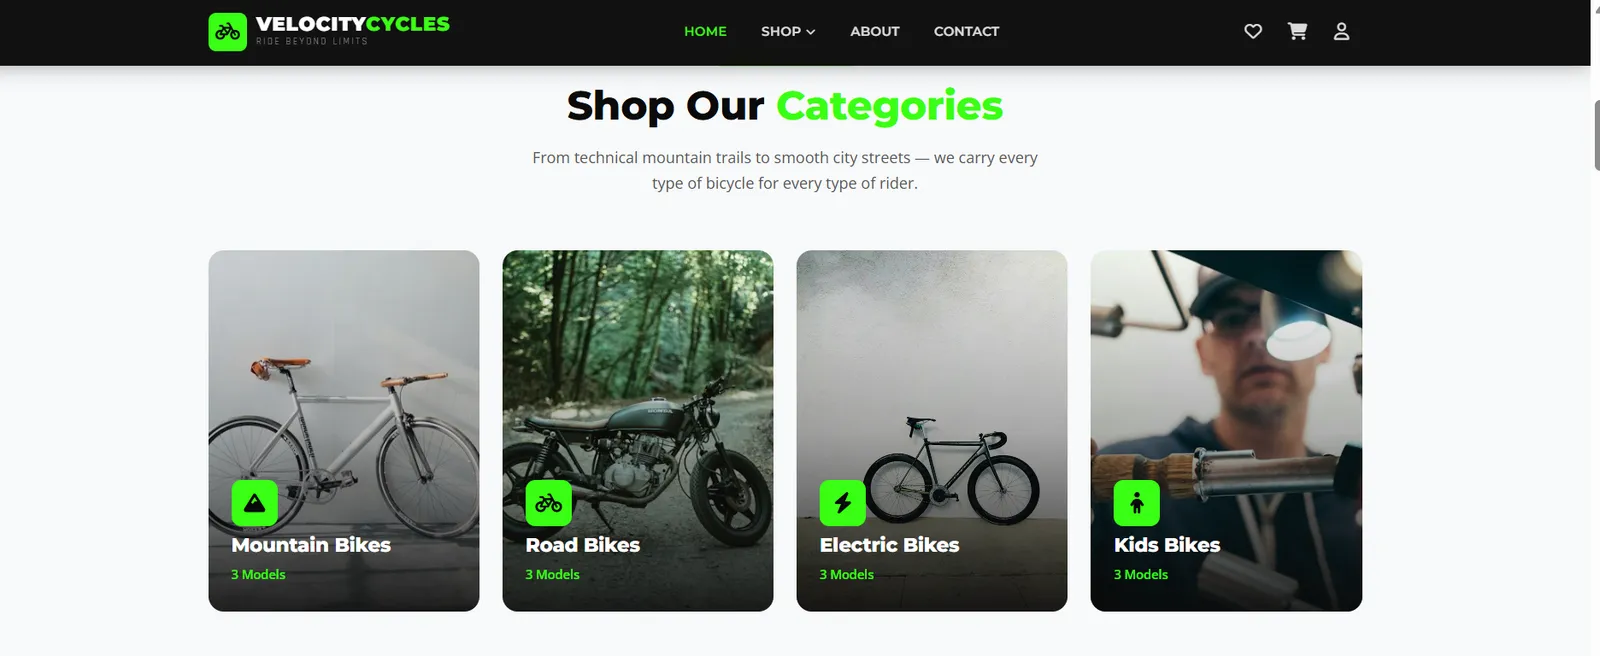 VELOCITYCYCLES
RIDE BEYOND LIMITS
HOME SHOP ABOUT CONTACT
Shop Our Categories
From technical mountain trails to smooth city streets — we carry every
type of bicycle for every type of rider.
HONDA
Mountain Bikes
3 Models
Road Bikes
3 Models
Electric Bikes
3 Models
Kids Bikes
3 Models